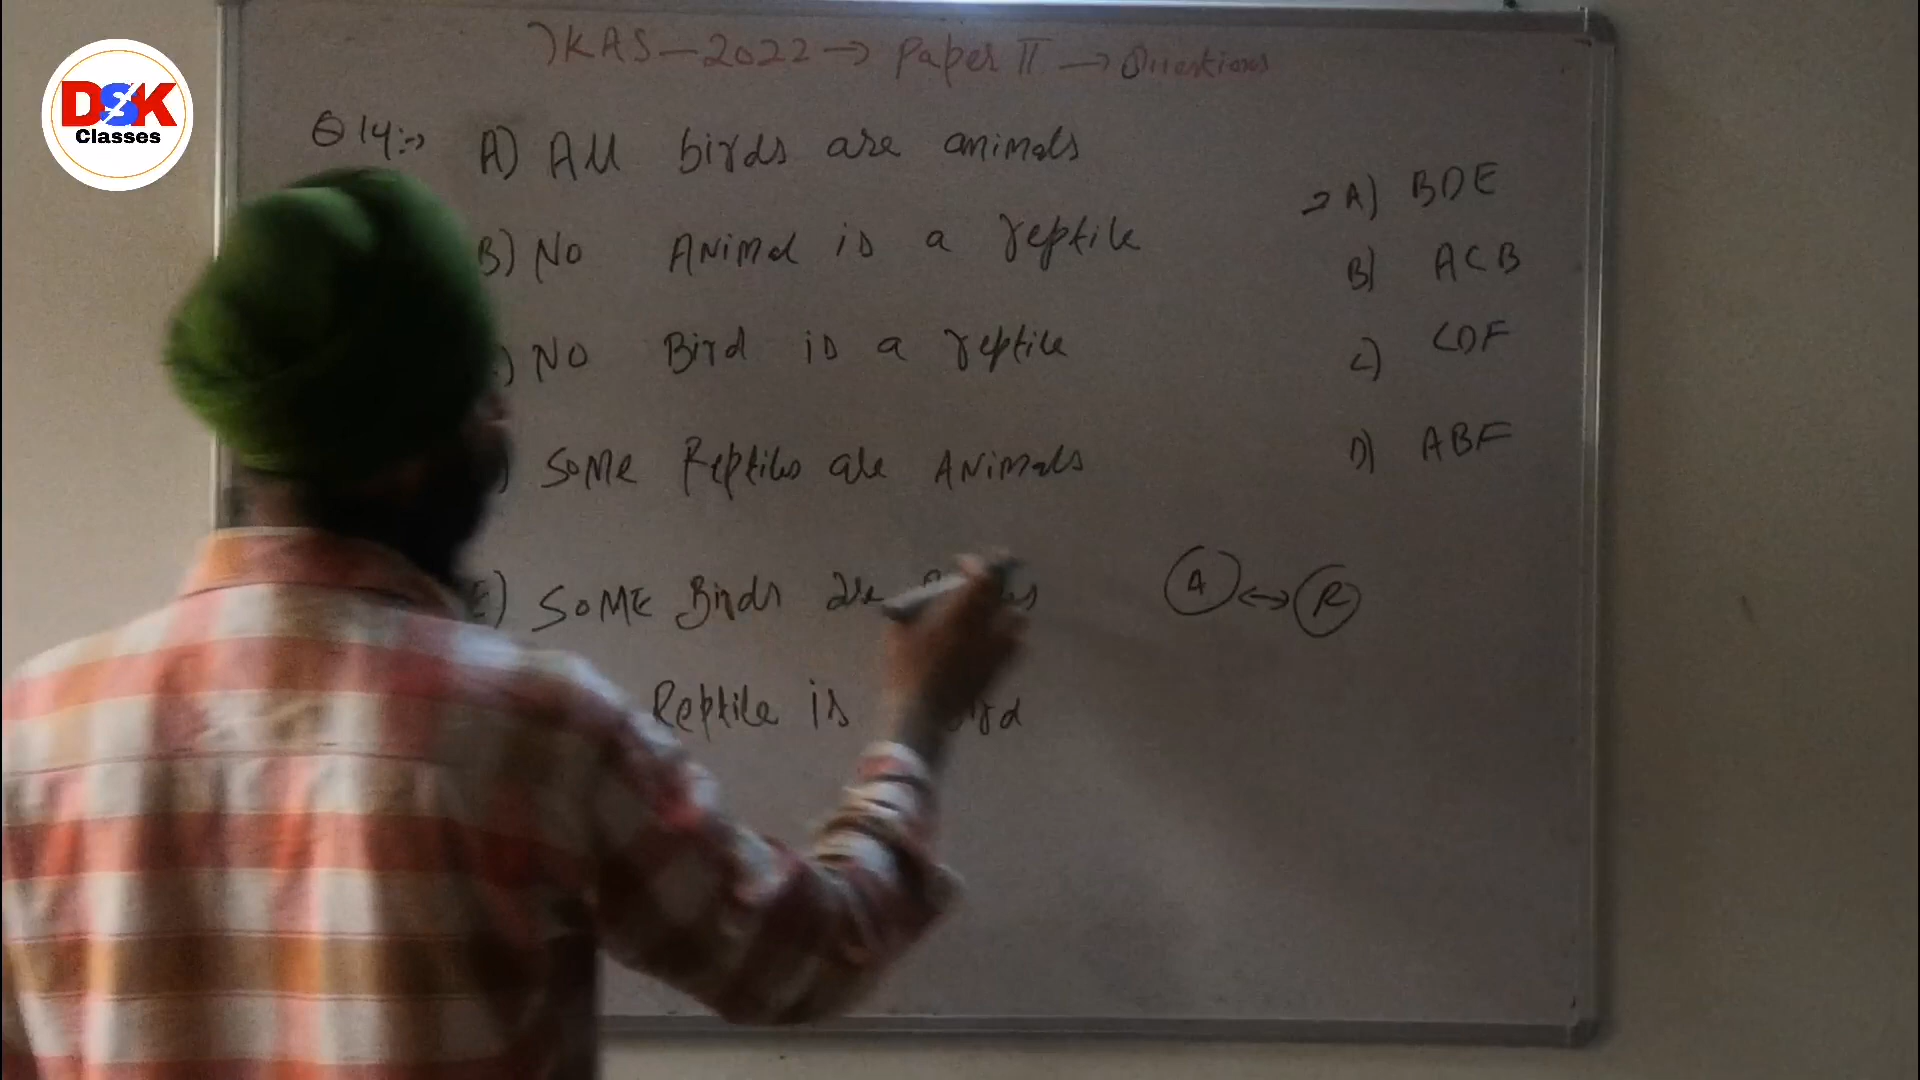 DSK
Classes
JKAS-2022 → Paper II → Questions
Q14:→ A) All birds are animals
B) No Animal is a reptile
) No Bird is a reptile
) Some Reptiles are Animals
E) Some Birds are
Reptile is
→ A) BDE
B) ACB
C) CDF
D) ABF
A ↔ R